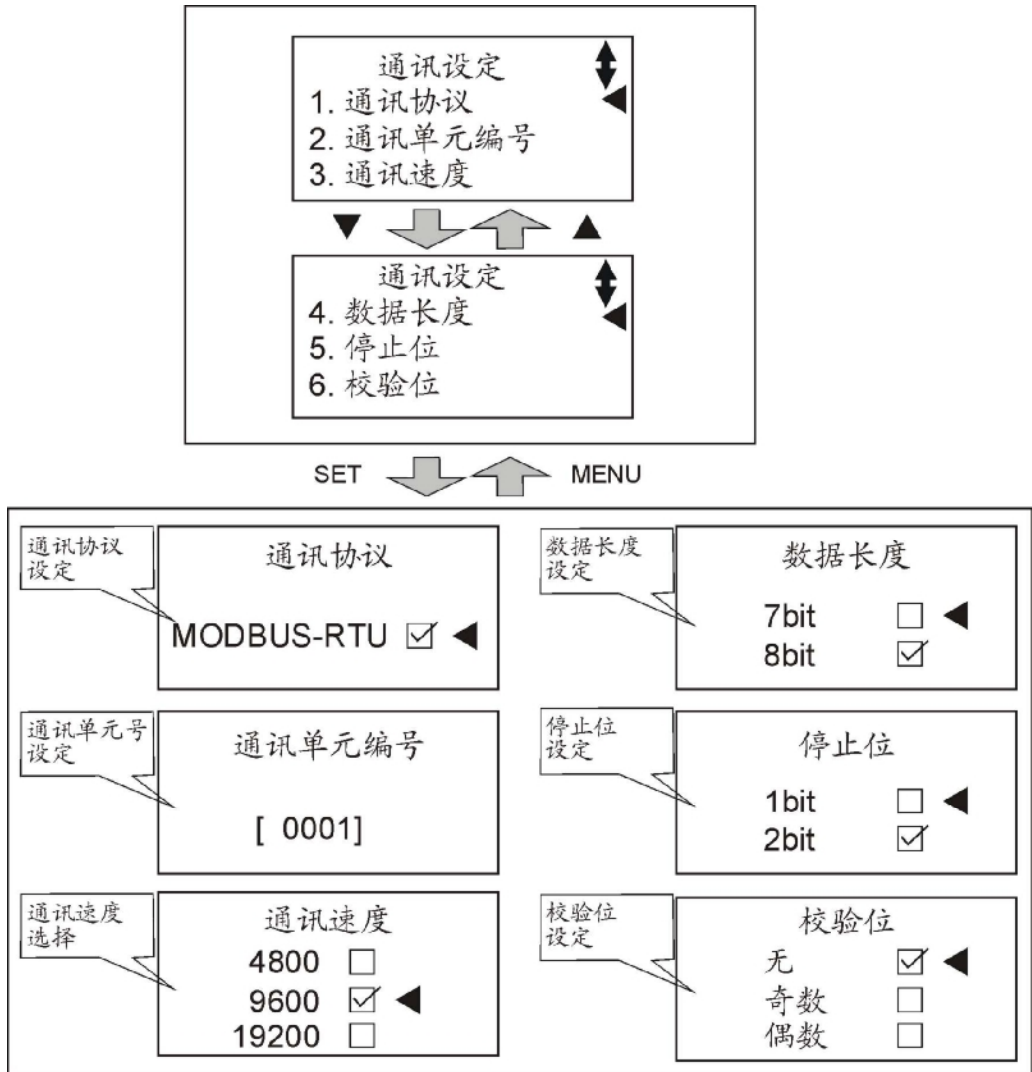 通讯设定
1. 通讯协议
2. 通讯单元编号
3. 通讯速度
通讯设定
4. 数据长度
5. 停止位
6. 校验位
SET
MENU
通讯协议
设定
通讯协议
MODBUS-RTU
通讯单元号
设定
通讯单元编号
[ 0001]
通讯速度
选择
通讯速度
4800
9600
19200
数据长度
设定
数据长度
7bit
8bit
停止位
设定
停止位
1bit
2bit
校验位
设定
校验位
无
奇数
偶数